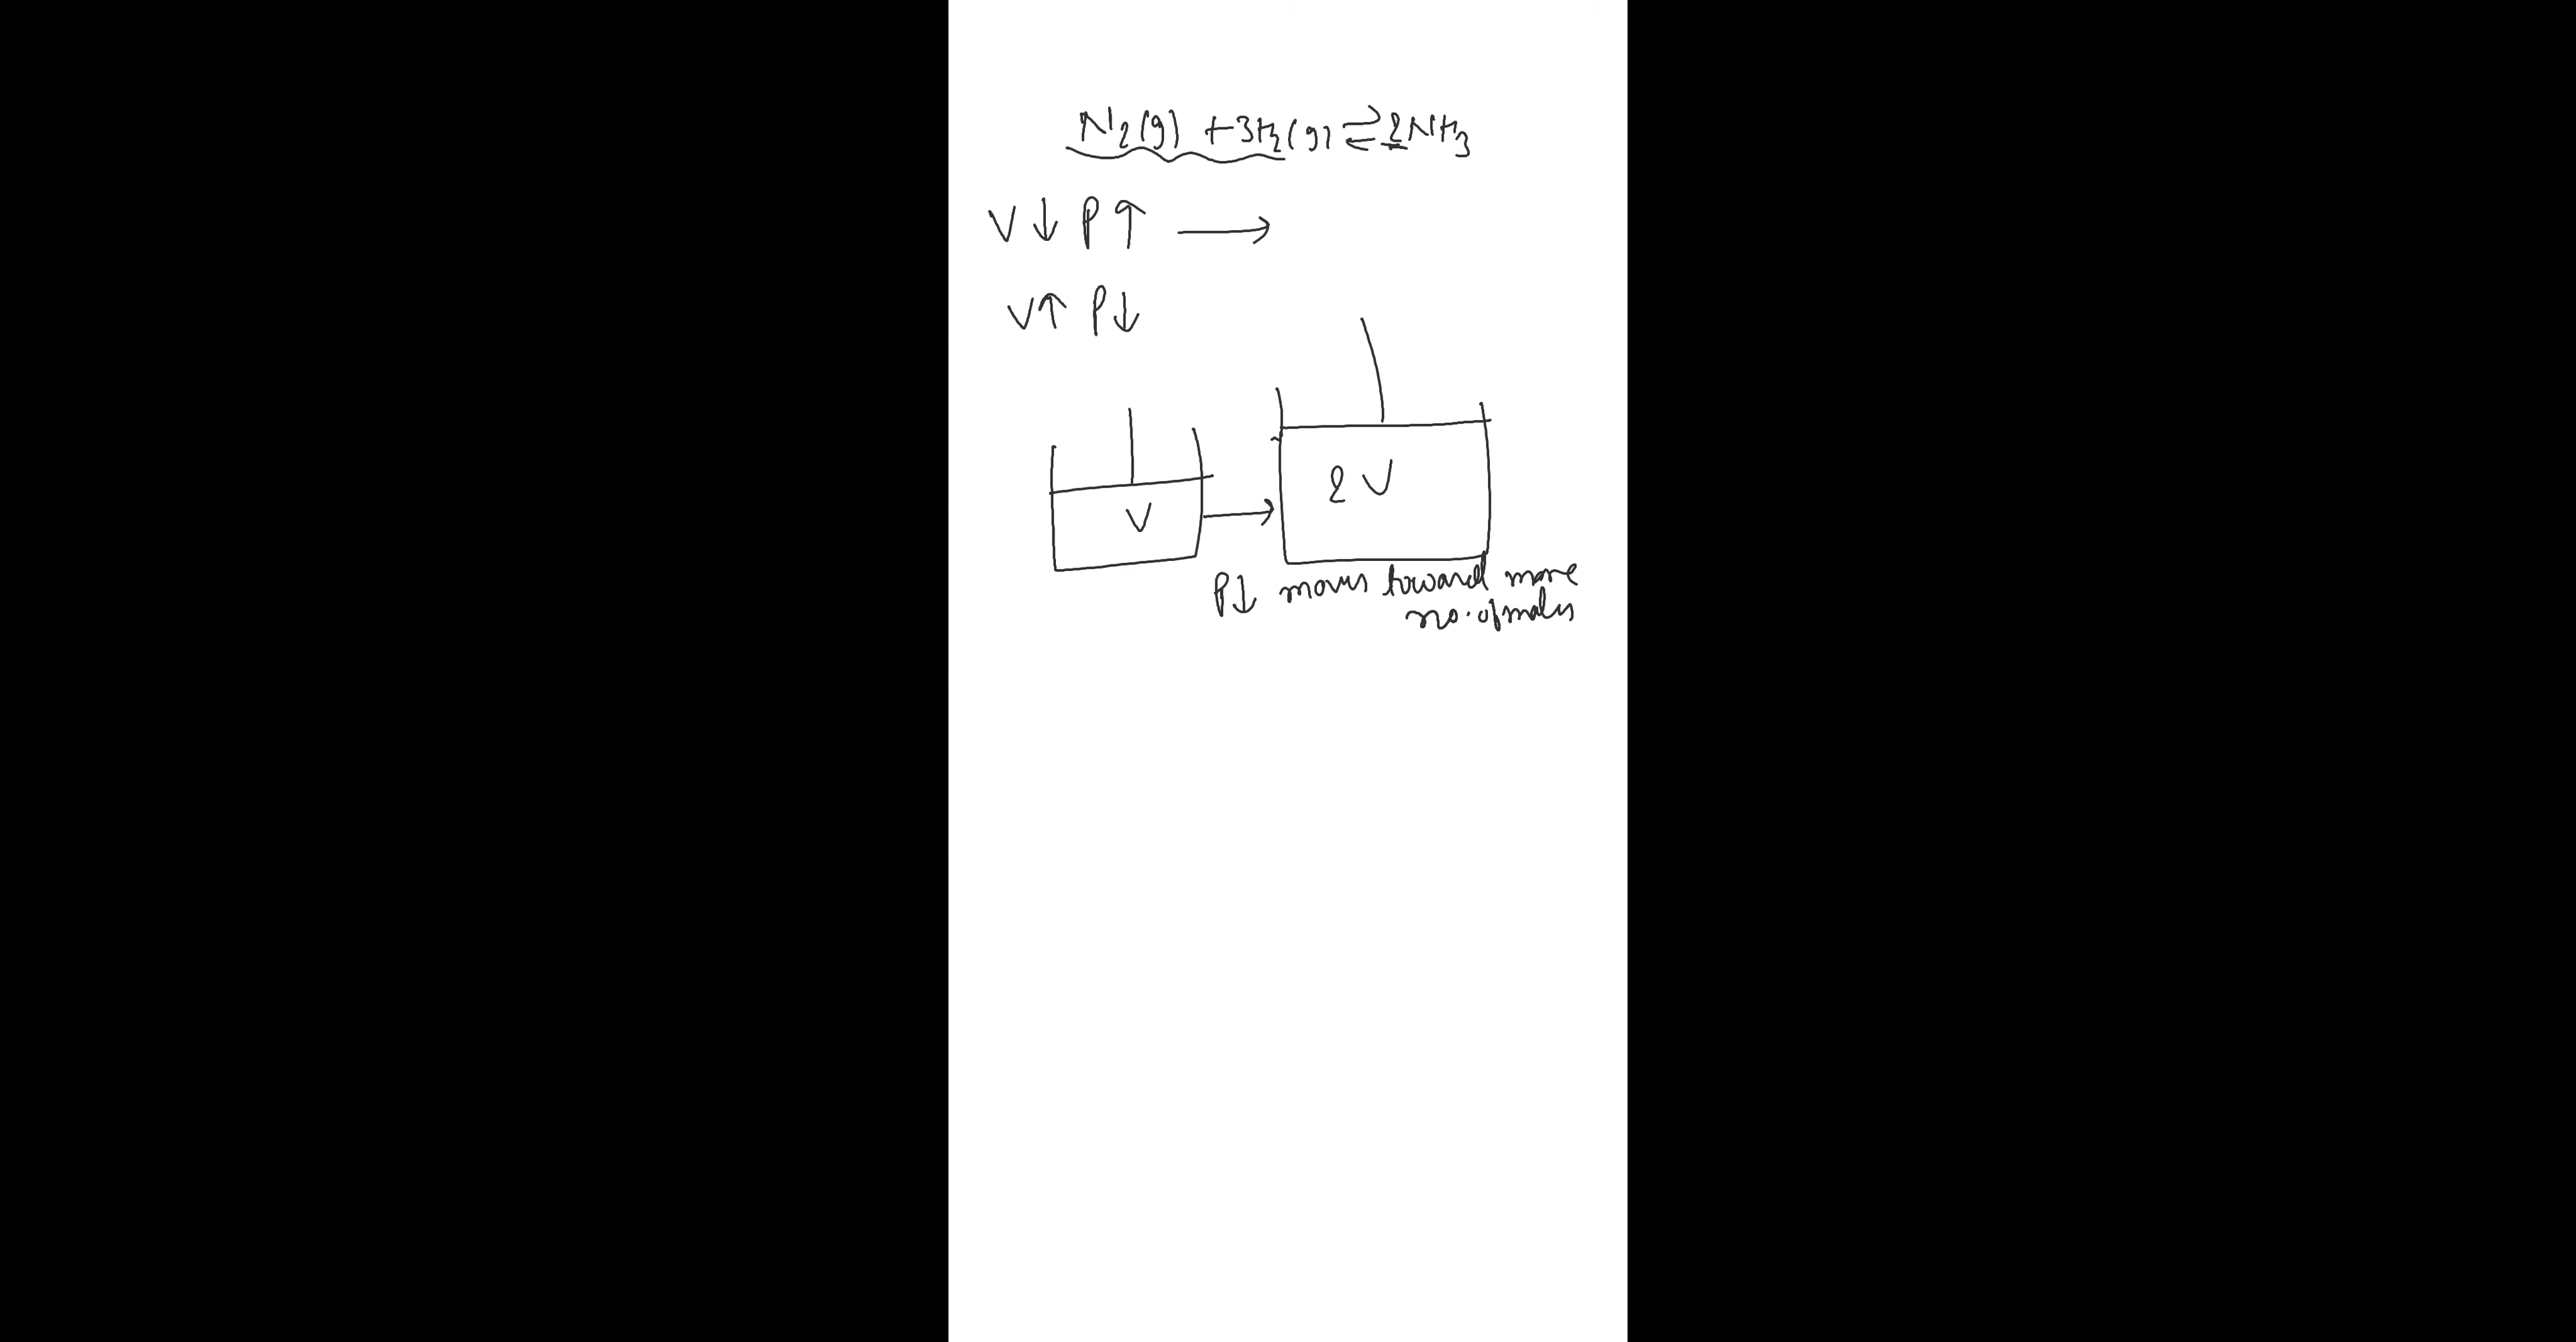 N2(g) +3H2(g) ⇌ 2NH3
V↓ P↑ →
V↑ P↓
V → 2V
P↓ moves toward more
no. of moles